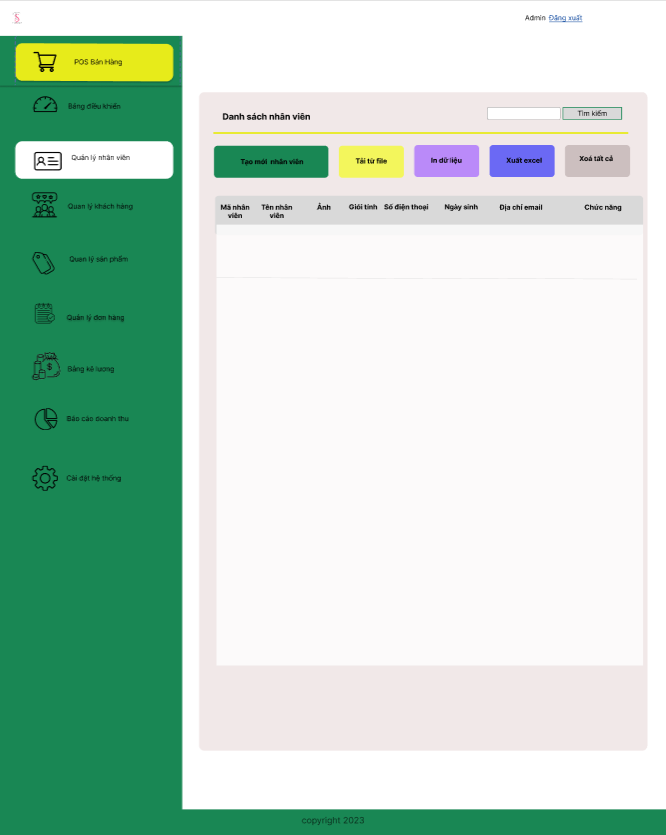 S
Admin Đăng xuất
POS Bán Hàng
Bảng điều khiển
Quản lý nhân viên
Quan lý khách hàng
Quan lý sản phẩm
Quản lý đơn hàng
Bảng kê lương
Báo cáo doanh thu
Cài đặt hệ thống
Danh sách nhân viên
Tìm kiếm
Tạo mới nhân viên
Tải từ file
In dữ liệu
Xuất excel
Xoá tất cả
Mã nhân viên
Tên nhân viên
Ảnh
Giới tính
Số điện thoại
Ngày sinh
Địa chỉ email
Chức năng
copyright 2023